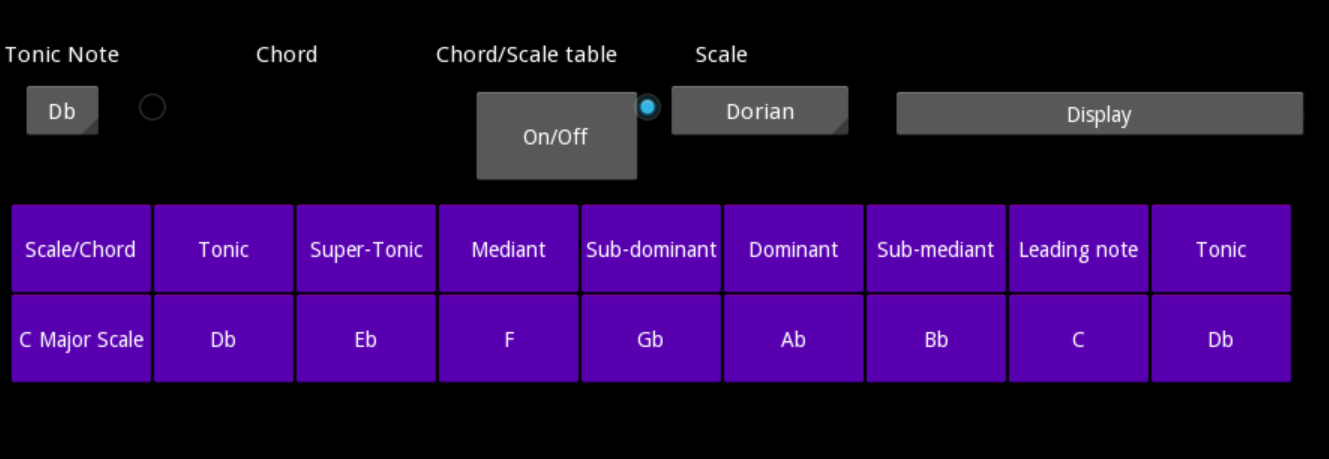 Tonic Note Chord Chord/Scale table Scale
Db On/Off Dorian Display
Scale/Chord Tonic Super-Tonic Mediant Sub-dominant Dominant Sub-mediant Leading note Tonic
C Major Scale Db Eb F Gb Ab Bb C Db